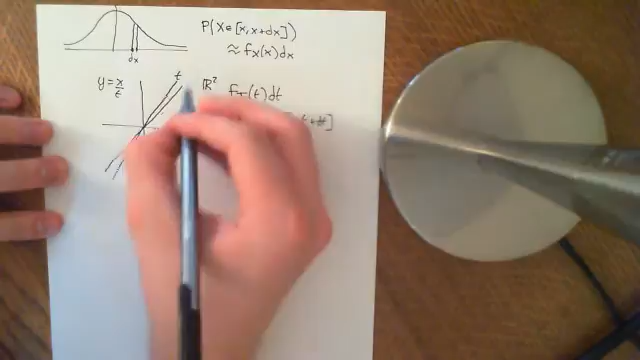 P(X∈[x,x+dx])
≈ f_X(x)dx
dx
y = x/t
t
ℝ²
f_T(t)dt